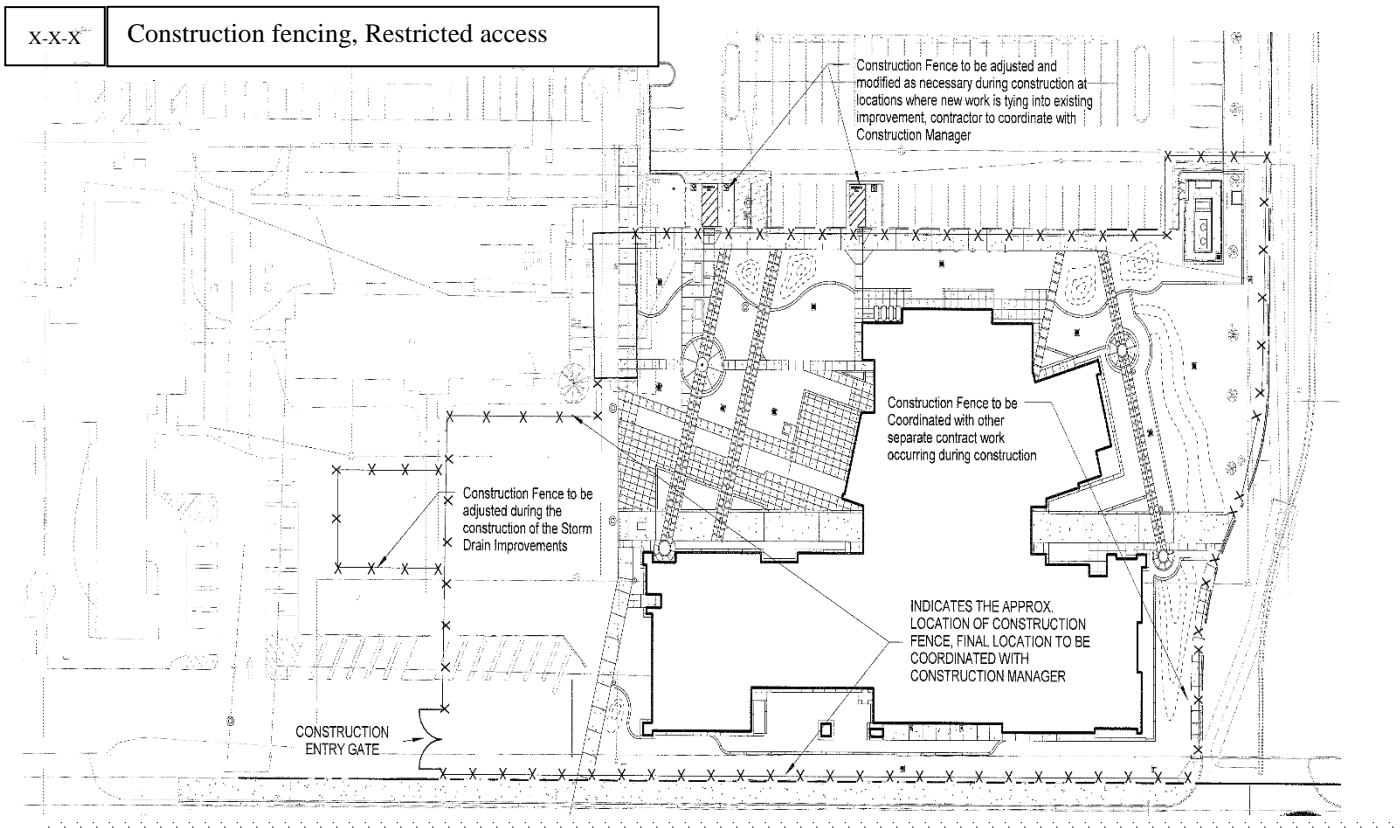 X-X-X
Construction fencing, Restricted access
Construction Fence to be adjusted and
modified as necessary during construction at
locations where new work is tying into existing
improvement, contractor to coordinate with
Construction Manager
Construction Fence to be
Coordinated with other
separate contract work
occurring during construction
Construction Fence to be
adjusted during the
construction of the Storm
Drain Improvements
INDICATES THE APPROX.
LOCATION OF CONSTRUCTION
FENCE, FINAL LOCATION TO BE
COORDINATED WITH
CONSTRUCTION MANAGER
CONSTRUCTION
ENTRY GATE